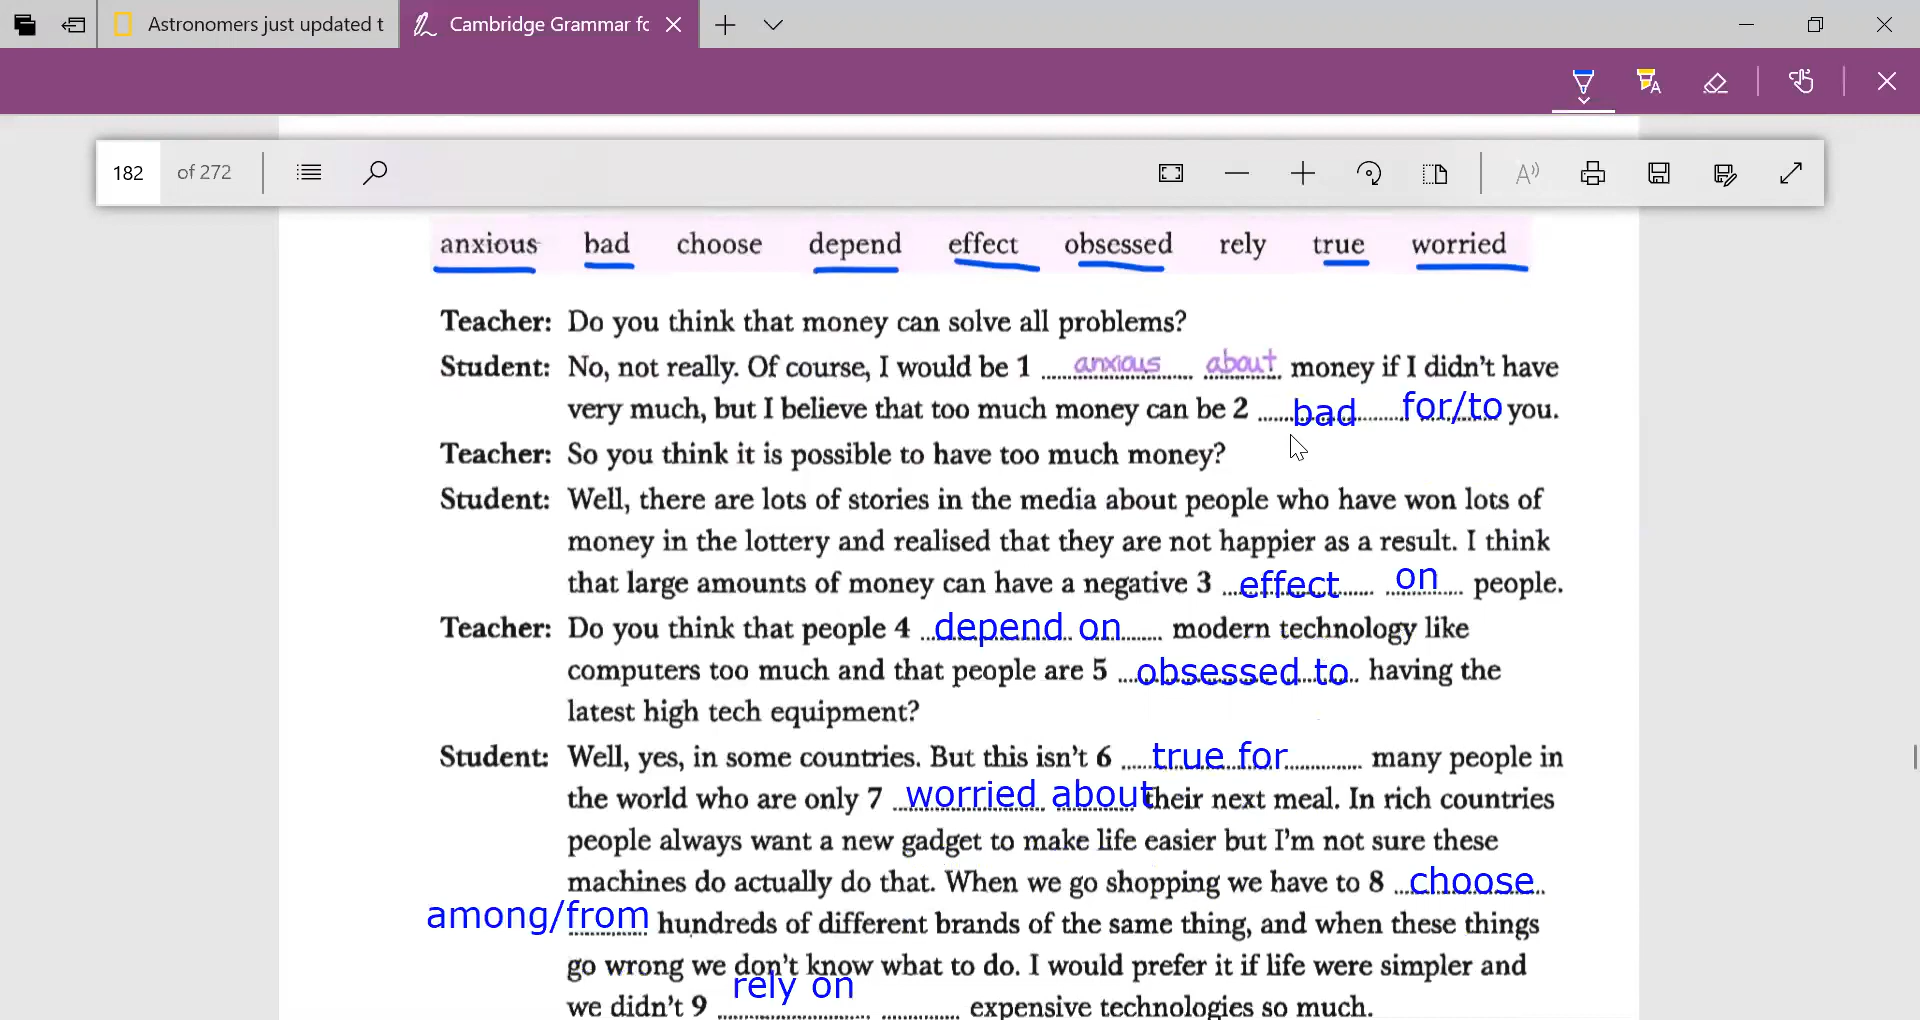 Astronomers just updated t
Cambridge Grammar fo
182 of 272
anxious bad choose depend effect obsessed rely true worried
Teacher: Do you think that money can solve all problems?
Student: No, not really. Of course, I would be 1 anxious about money if I didn't have
very much, but I believe that too much money can be 2 bad for/to you.
Teacher: So you think it is possible to have too much money?
Student: Well, there are lots of stories in the media about people who have won lots of
money in the lottery and realised that they are not happier as a result. I think
that large amounts of money can have a negative 3 effect on people.
Teacher: Do you think that people 4 depend on modern technology like
computers too much and that people are 5 obsessed to having the
latest high tech equipment?
Student: Well, yes, in some countries. But this isn't 6 true for many people in
the world who are only 7 worried about their next meal. In rich countries
people always want a new gadget to make life easier but I'm not sure these
machines do actually do that. When we go shopping we have to 8 choose
among/from hundreds of different brands of the same thing, and when these things
go wrong we don't know what to do. I would prefer it if life were simpler and
we didn't 9 rely on expensive technologies so much.